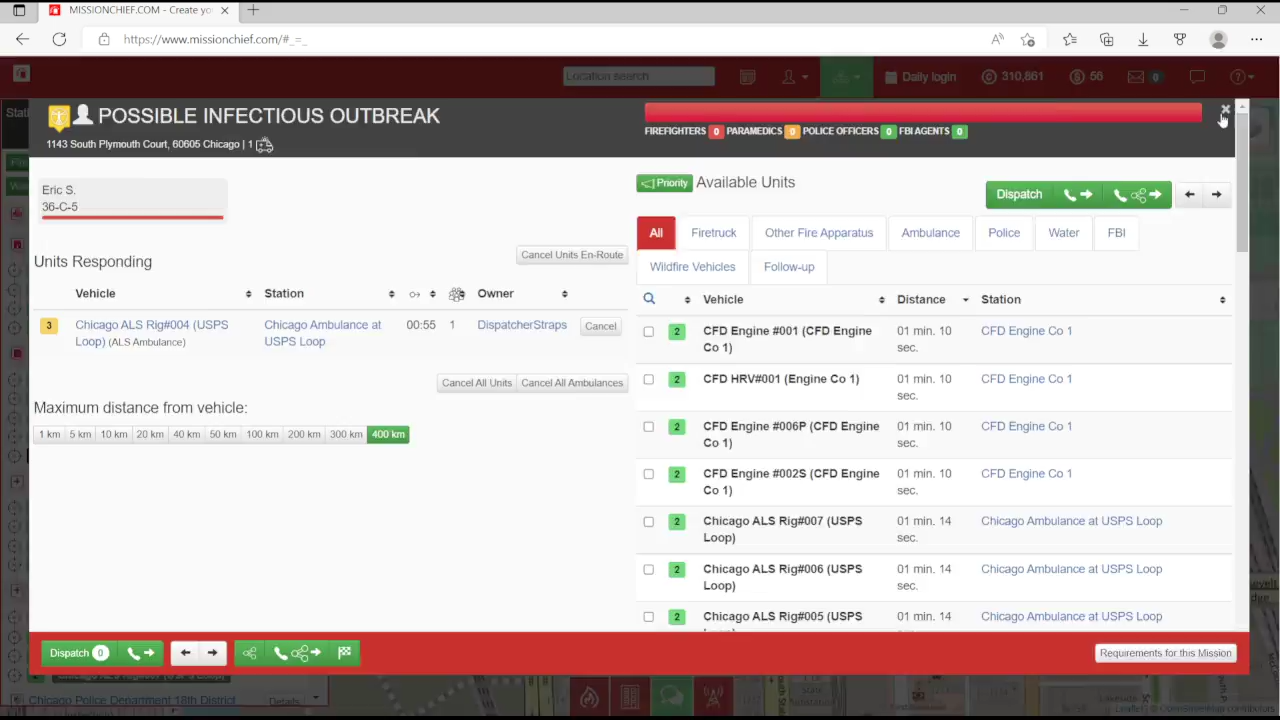 MISSIONCHIEF.COM - Create yo
https://www.missionchief.com/#_=_
Location search
Daily login
310,861
56
0
Stati
POSSIBLE INFECTIOUS OUTBREAK
1143 South Plymouth Court, 60605 Chicago | 1
FIREFIGHTERS 0 PARAMEDICS 0 POLICE OFFICERS 0 FBI AGENTS 0
Eric S.
36-C-5
Units Responding
Cancel Units En-Route
Vehicle Station Owner
3 Chicago ALS Rig#004 (USPS Loop) (ALS Ambulance)
Chicago Ambulance at USPS Loop
00:55 1 DispatcherStraps Cancel
Cancel All Units Cancel All Ambulances
Maximum distance from vehicle:
1 km 5 km 10 km 20 km 40 km 50 km 100 km 200 km 300 km 400 km
Priority Available Units
Dispatch
All Firetruck Other Fire Apparatus Ambulance Police Water FBI
Wildfire Vehicles Follow-up
Vehicle Distance Station
2 CFD Engine #001 (CFD Engine 01 min. 10 CFD Engine Co 1
Co 1) sec.
2 CFD HRV#001 (Engine Co 1) 01 min. 10 CFD Engine Co 1
sec.
2 CFD Engine #006P (CFD Engine 01 min. 10 CFD Engine Co 1
Co 1) sec.
2 CFD Engine #002S (CFD Engine 01 min. 10 CFD Engine Co 1
Co 1) sec.
2 Chicago ALS Rig#007 (USPS 01 min. 14 Chicago Ambulance at USPS Loop
Loop) sec.
2 Chicago ALS Rig#006 (USPS 01 min. 14 Chicago Ambulance at USPS Loop
Loop) sec.
2 Chicago ALS Rig#005 (USPS 01 min. 14 Chicago Ambulance at USPS Loop
Dispatch 0
Requirements for this Mission
Chicago Police Department 18th District Details